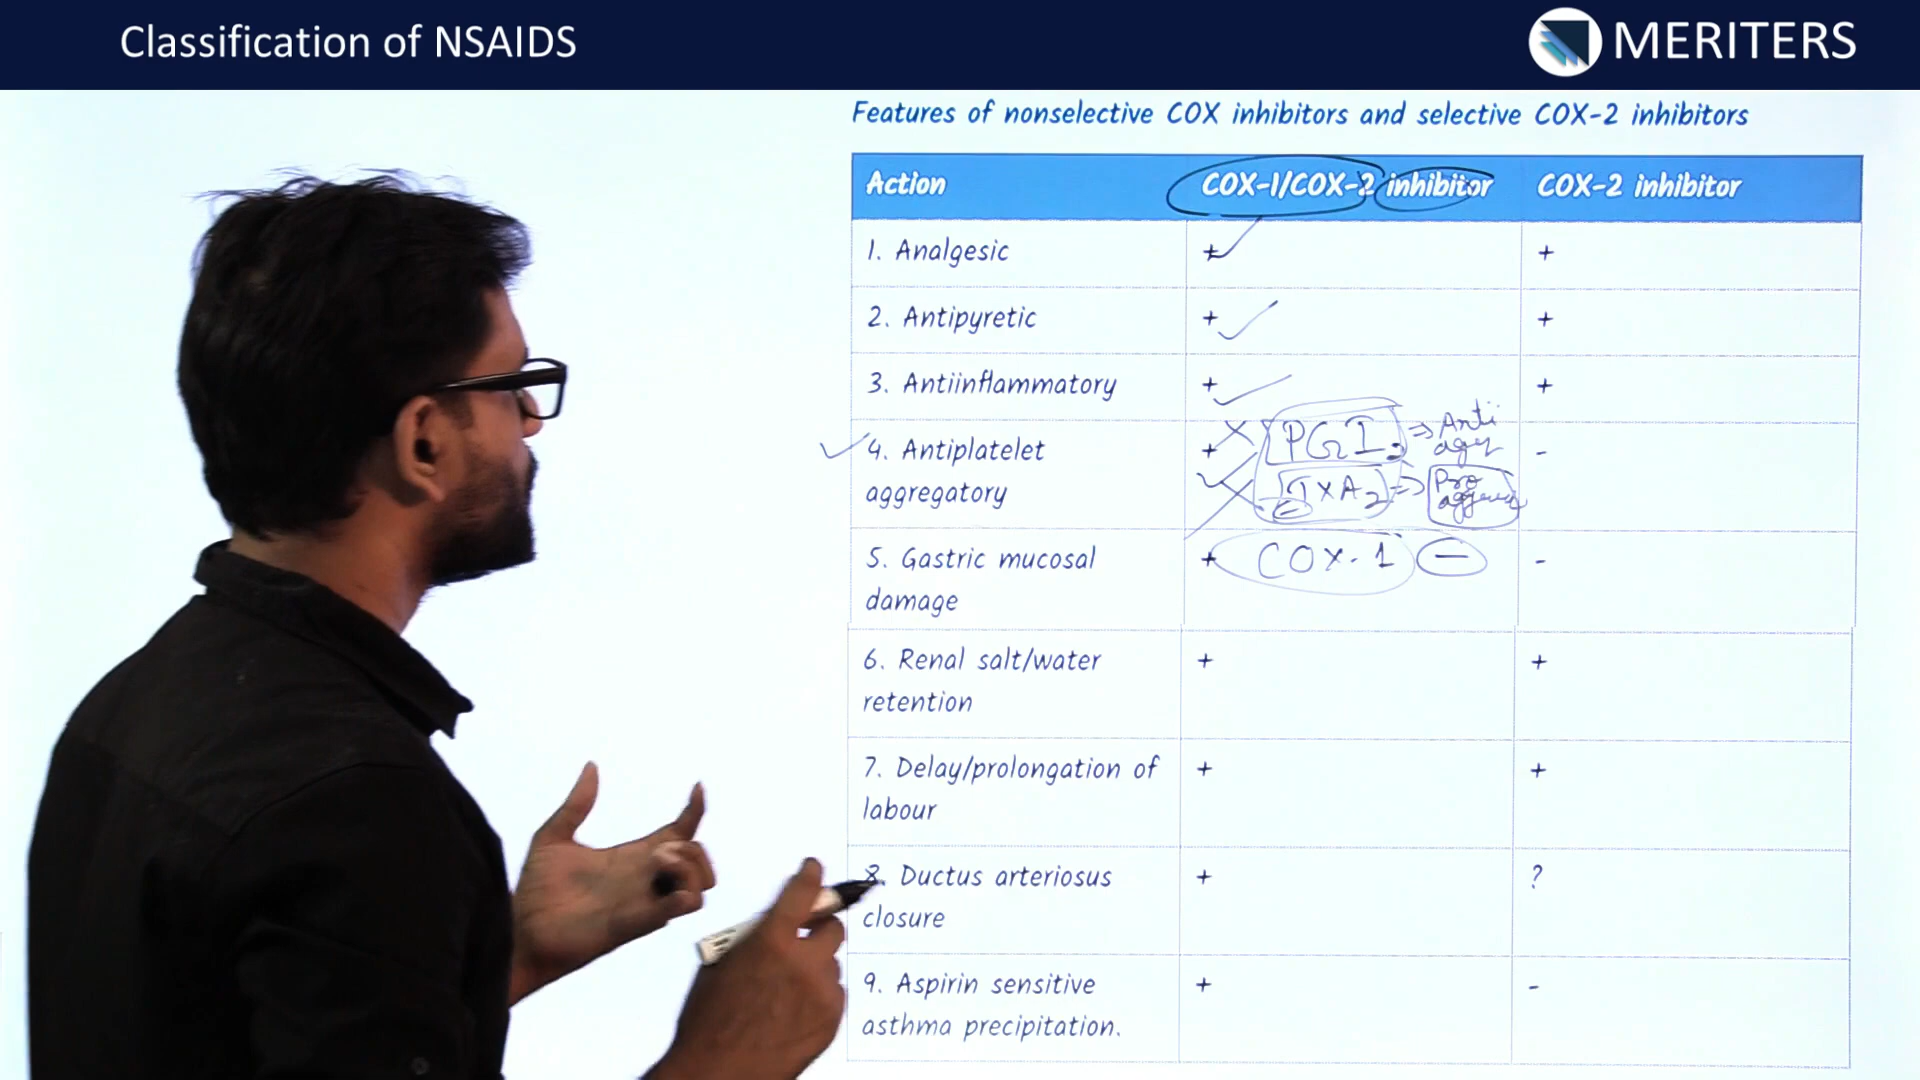 Classification of NSAIDS
MERITERS
Features of nonselective COX inhibitors and selective COX-2 inhibitors
Action COX-1/COX-2 inhibitor COX-2 inhibitor
1. Analgesic + +
2. Antipyretic + +
3. Antiinflammatory + +
4. Antiplatelet + PGI2 ⇒ Anti -
aggregatory TXA2 ⇒ Pro
5. Gastric mucosal + COX-1 - -
damage
6. Renal salt/water + +
retention
7. Delay/prolongation of + +
labour
8. Ductus arteriosus + ?
closure
9. Aspirin sensitive + -
asthma precipitation.